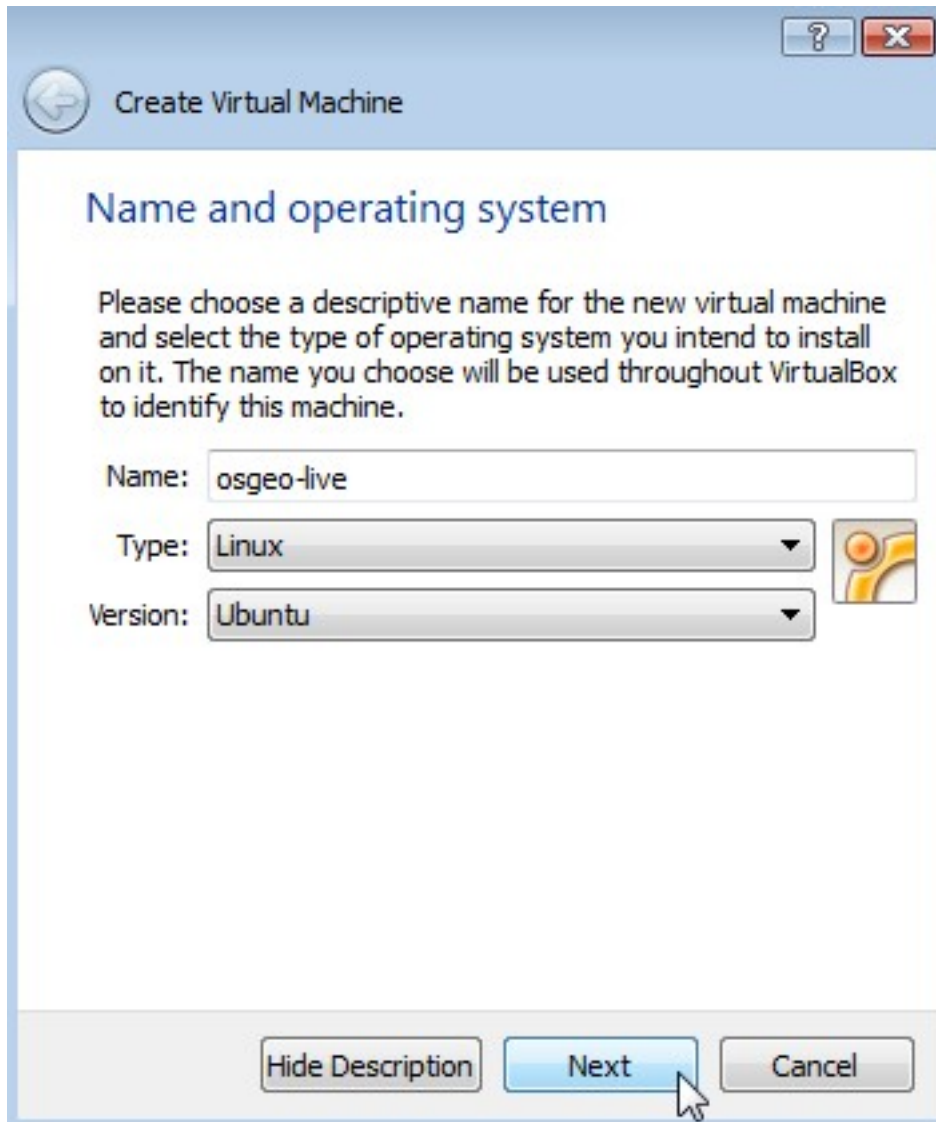 ?
Create Virtual Machine
Name and operating system
Please choose a descriptive name for the new virtual machine
and select the type of operating system you intend to install
on it. The name you choose will be used throughout VirtualBox
to identify this machine.
Name: osgeo-live
Type: Linux
Version: Ubuntu
Hide Description Next Cancel